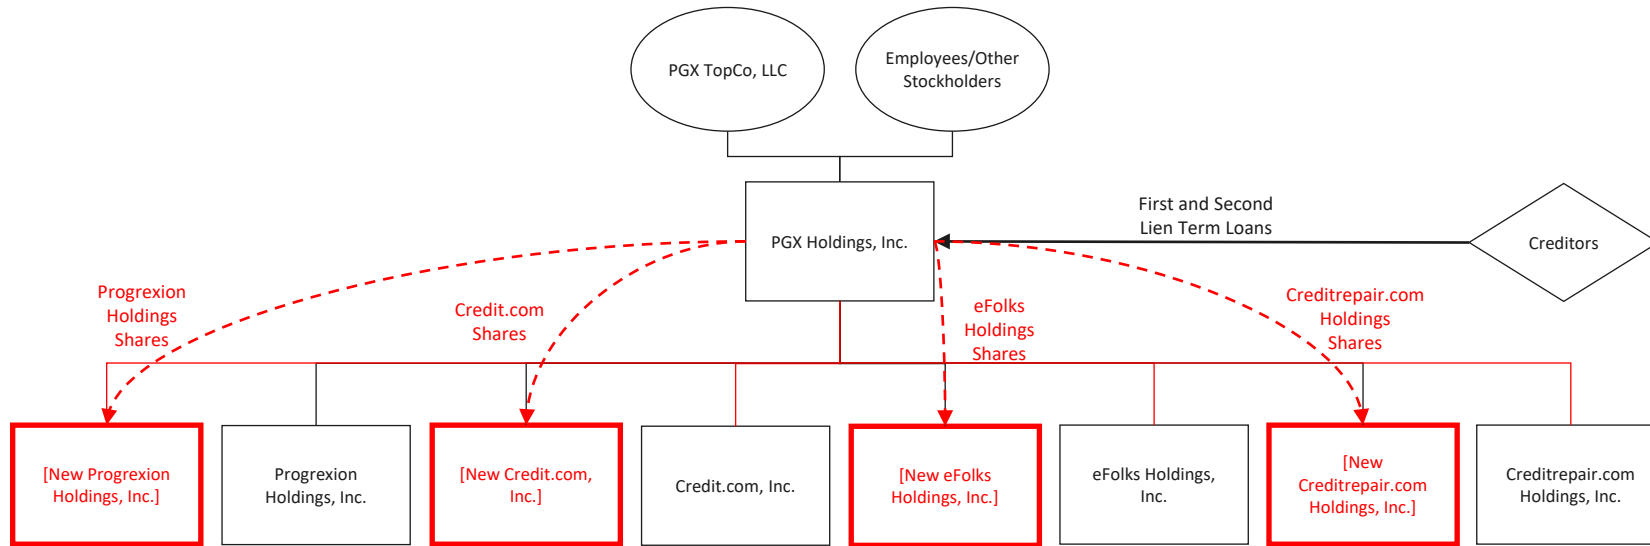 PGX TopCo, LLC
Employees/Other
Stockholders
PGX Holdings, Inc.
First and Second
Lien Term Loans
Creditors
Progrexion
Holdings
Shares
Credit.com
Shares
eFolks
Holdings
Shares
Creditrepair.com
Holdings
Shares
[New Progrexion
Holdings, Inc.]
Progrexion
Holdings, Inc.
[New Credit.com,
Inc.]
Credit.com, Inc.
[New eFolks
Holdings, Inc.]
eFolks Holdings,
Inc.
[New
Creditrepair.com
Holdings, Inc.]
Creditrepair.com
Holdings, Inc.